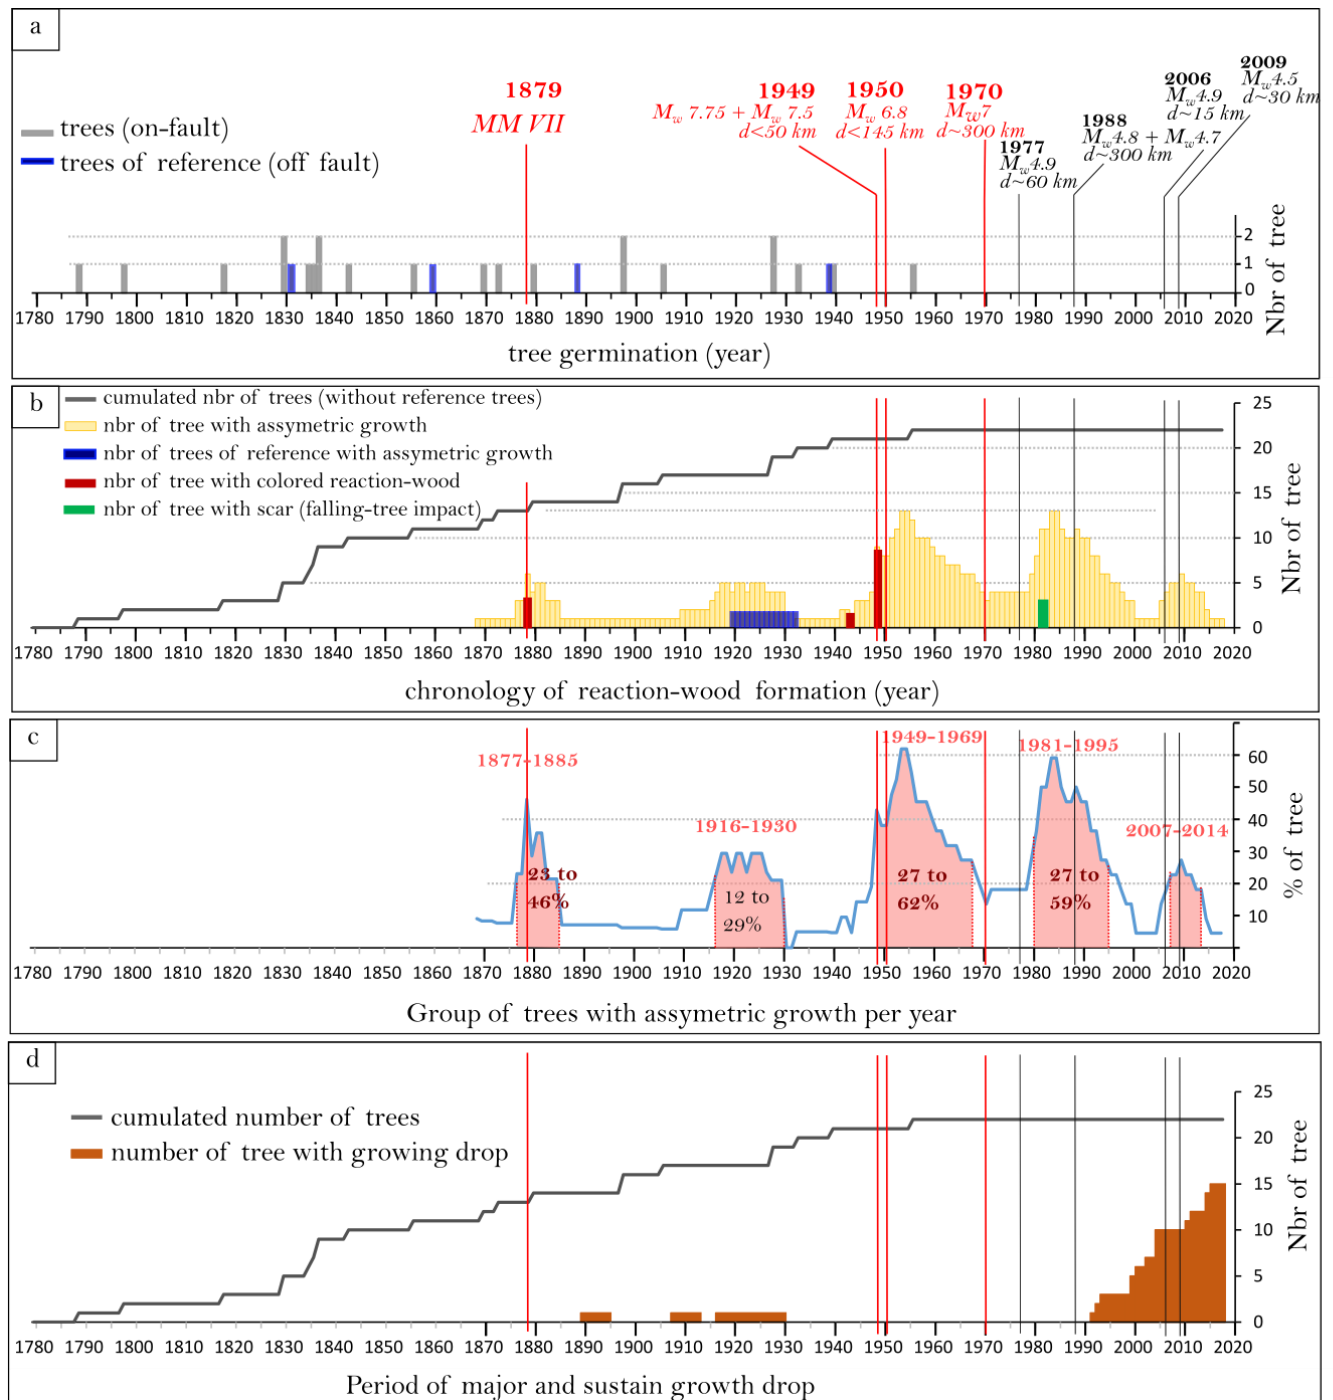 a
1879
MM VII
1949
Mw 7.75 + Mw 7.5
d<50 km
1950
Mw 6.8
d<145 km
1970
Mw7
d~300 km
1977
Mw4.9
d~60 km
1988
Mw4.8 + Mw4.7
d~300 km
2006
Mw4.9
d~15 km
2009
Mw4.5
d~30 km
trees (on-fault)
trees of reference (off fault)
2
1
0
Nbr of tree
1780 1790 1800 1810 1820 1830 1840 1850 1860 1870 1880 1890 1900 1910 1920 1930 1940 1950 1960 1970 1980 1990 2000 2010 2020
tree germination (year)
b
cumulated nbr of trees (without reference trees)
nbr of tree with assymetric growth
nbr of trees of reference with assymetric growth
nbr of tree with colored reaction-wood
nbr of tree with scar (falling-tree impact)
25
20
15
10
5
0
Nbr of tree
1780 1790 1800 1810 1820 1830 1840 1850 1860 1870 1880 1890 1900 1910 1920 1930 1940 1950 1960 1970 1980 1990 2000 2010 2020
chronology of reaction-wood formation (year)
c
1877-1885
1916-1930
1949-1969
1981-1995
2007-2014
23 to
46%
12 to
29%
27 to
62%
27 to
59%
60
50
40
30
20
10
% of tree
1780 1790 1800 1810 1820 1830 1840 1850 1860 1870 1880 1890 1900 1910 1920 1930 1940 1950 1960 1970 1980 1990 2000 2010 2020
Group of trees with assymetric growth per year
d
cumulated number of trees
number of tree with growing drop
25
20
15
10
5
0
Nbr of tree
1780 1790 1800 1810 1820 1830 1840 1850 1860 1870 1880 1890 1900 1910 1920 1930 1940 1950 1960 1970 1980 1990 2000 2010 2020
Period of major and sustain growth drop